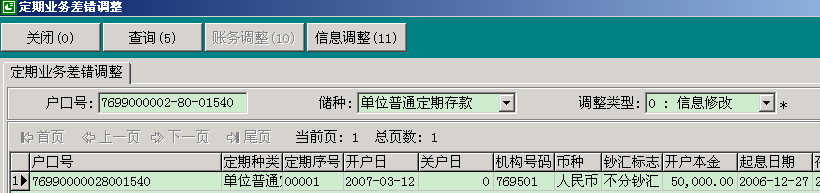 定期业务差错调整
关闭(0) 查询(5) 账务调整(10) 信息调整(11)
定期业务差错调整
户口号: 7699000002-80-01540 储种: 单位普通定期存款 调整类型: 0 : 信息修改 *
首页 上一页 下一页 尾页 当前页: 1 总页数: 1
户口号 定期种类 定期序号 开户日 关户日 机构号码 币种 钞汇标志 开户本金 起息日期
1 76990000028001540 单位普通 00001 2007-03-12 0 769501 人民币 不分钞汇 50,000.00 2006-12-27 2